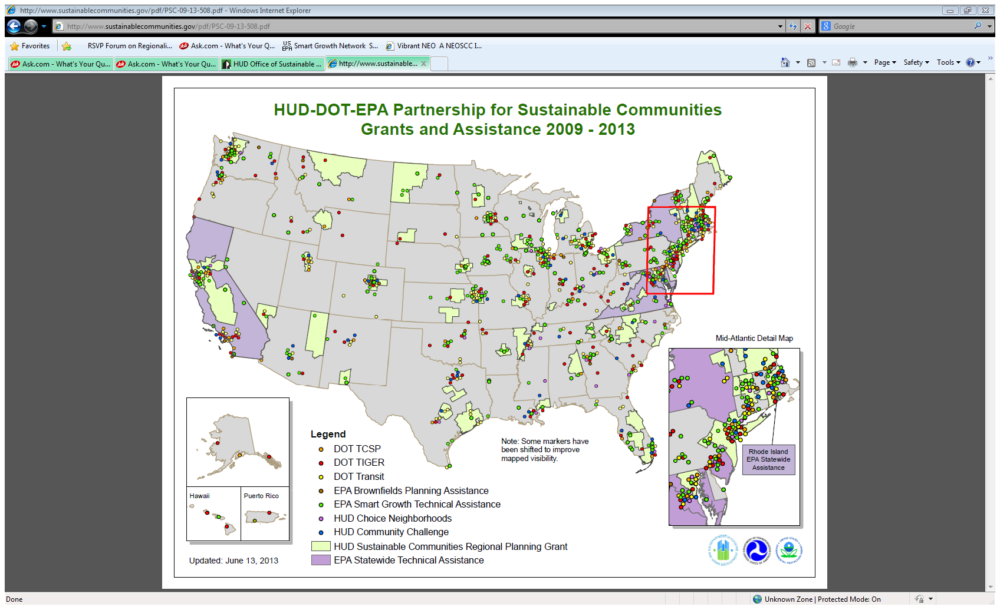 http://www.sustainablecommunities.gov/pdf/PSC-09-13-508.pdf - Windows Internet Explorer
http://www.sustainablecommunities.gov/pdf/PSC-09-13-508.pdf
Google
Favorites
RSVP Forum on Regionali...
Ask.com - What's Your Q...
US EPA Smart Growth Network S...
Vibrant NEO A NEOSCC I...
Ask.com - What's Your Qu...
Ask.com - What's Your Qu...
HUD Office of Sustainable ...
http://www.sustainable...
Page
Safety
Tools
HUD-DOT-EPA Partnership for Sustainable Communities
Grants and Assistance 2009 - 2013
Mid-Atlantic Detail Map
Rhode Island
EPA Statewide
Assistance
Note: Some markers have
been shifted to improve
mapped visibility.
Legend
DOT TCSP
DOT TIGER
DOT Transit
EPA Brownfields Planning Assistance
EPA Smart Growth Technical Assistance
HUD Choice Neighborhoods
HUD Community Challenge
HUD Sustainable Communities Regional Planning Grant
EPA Statewide Technical Assistance
Hawaii
Puerto Rico
Updated: June 13, 2013
Done
Unknown Zone | Protected Mode: On